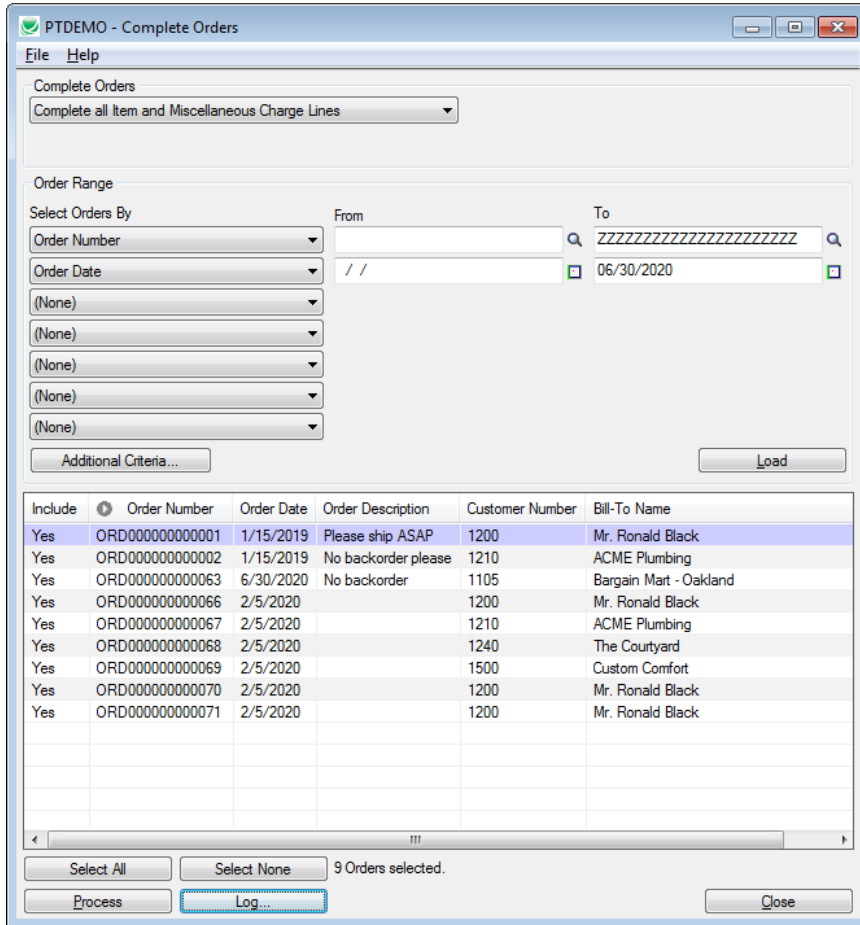 PTDEMO - Complete Orders
File Help
Complete Orders
Complete all Item and Miscellaneous Charge Lines
Order Range
Select Orders By From To
Order Number ZZZZZZZZZZZZZZZZZZZZZZ
Order Date / / 06/30/2020
(None)
(None)
(None)
(None)
(None)
Additional Criteria... Load
Include Order Number Order Date Order Description Customer Number Bill-To Name
Yes ORD000000000001 1/15/2019 Please ship ASAP 1200 Mr. Ronald Black
Yes ORD000000000002 1/15/2019 No backorder please 1210 ACME Plumbing
Yes ORD000000000063 6/30/2020 No backorder 1105 Bargain Mart - Oakland
Yes ORD000000000066 2/5/2020 1200 Mr. Ronald Black
Yes ORD000000000067 2/5/2020 1210 ACME Plumbing
Yes ORD000000000068 2/5/2020 1240 The Courtyard
Yes ORD000000000069 2/5/2020 1500 Custom Comfort
Yes ORD000000000070 2/5/2020 1200 Mr. Ronald Black
Yes ORD000000000071 2/5/2020 1200 Mr. Ronald Black
Select All Select None 9 Orders selected.
Process Log... Close